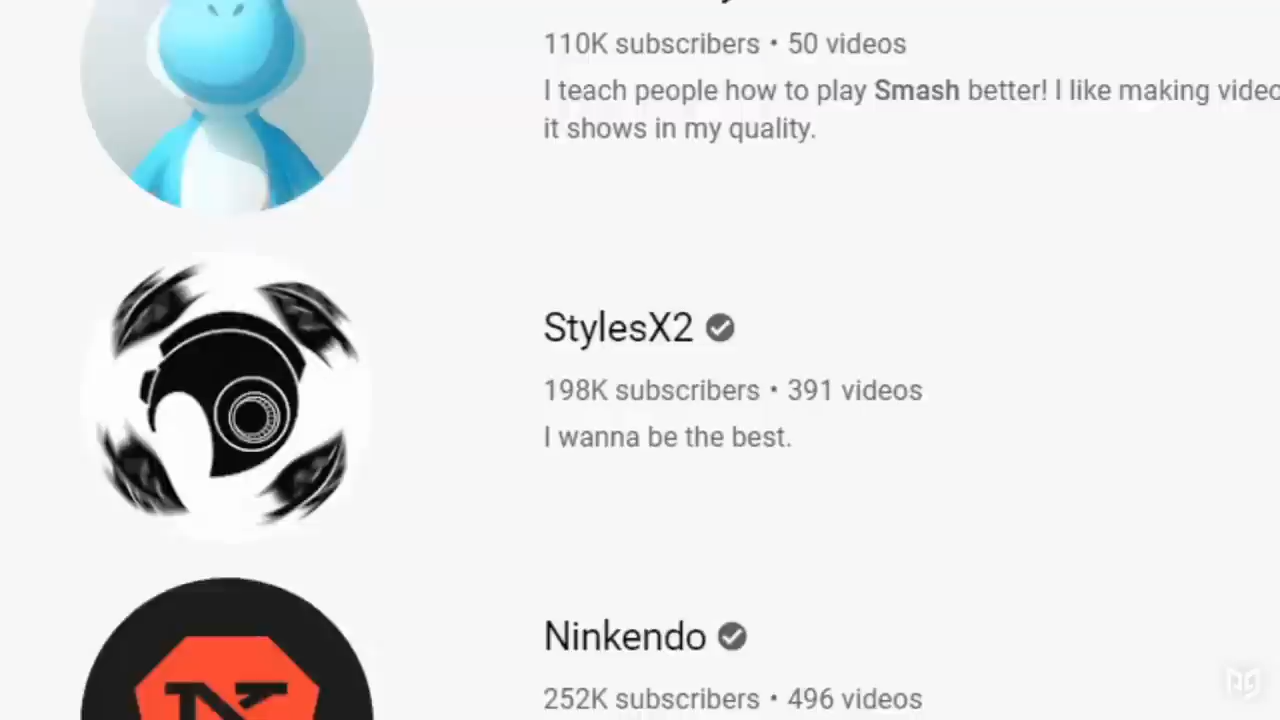 110K subscribers • 50 videos
I teach people how to play Smash better! I like making video
it shows in my quality.
StylesX2
198K subscribers • 391 videos
I wanna be the best.
Ninkendo
252K subscribers • 496 videos
N